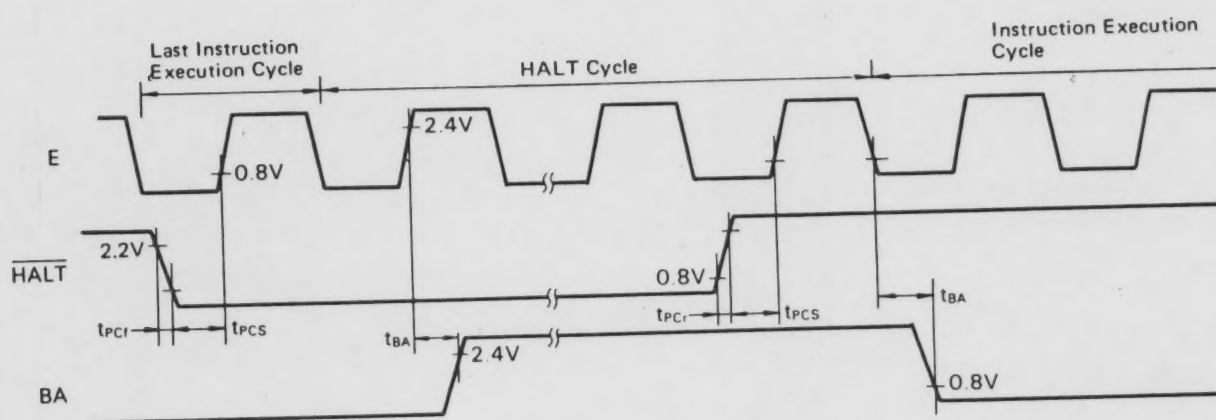 Last Instruction
Execution Cycle
HALT Cycle
Instruction Execution
Cycle
E
2.4V
0.8V
HALT
2.2V
0.8V
tPCf
tPCS
tBA
tPCr
tPCS
tBA
BA
2.4V
0.8V